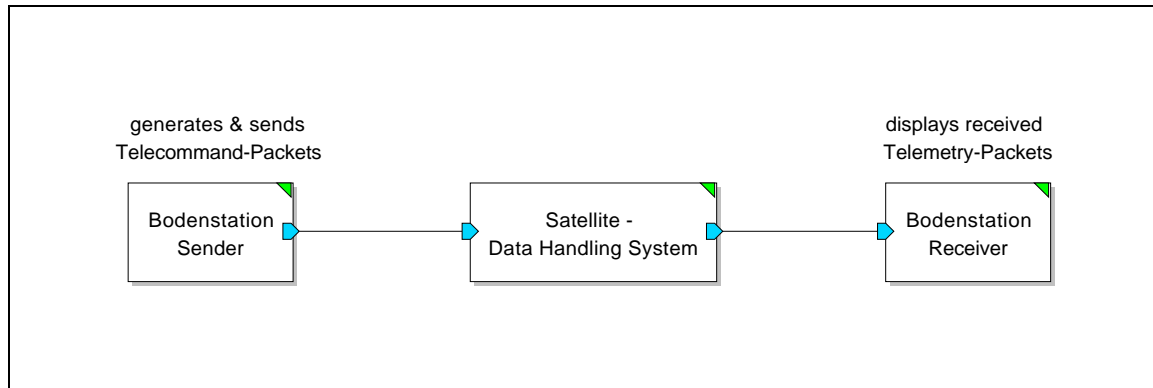 generates & sends
Telecommand-Packets
displays received
Telemetry-Packets
Bodenstation
Sender
Satellite -
Data Handling System
Bodenstation
Receiver